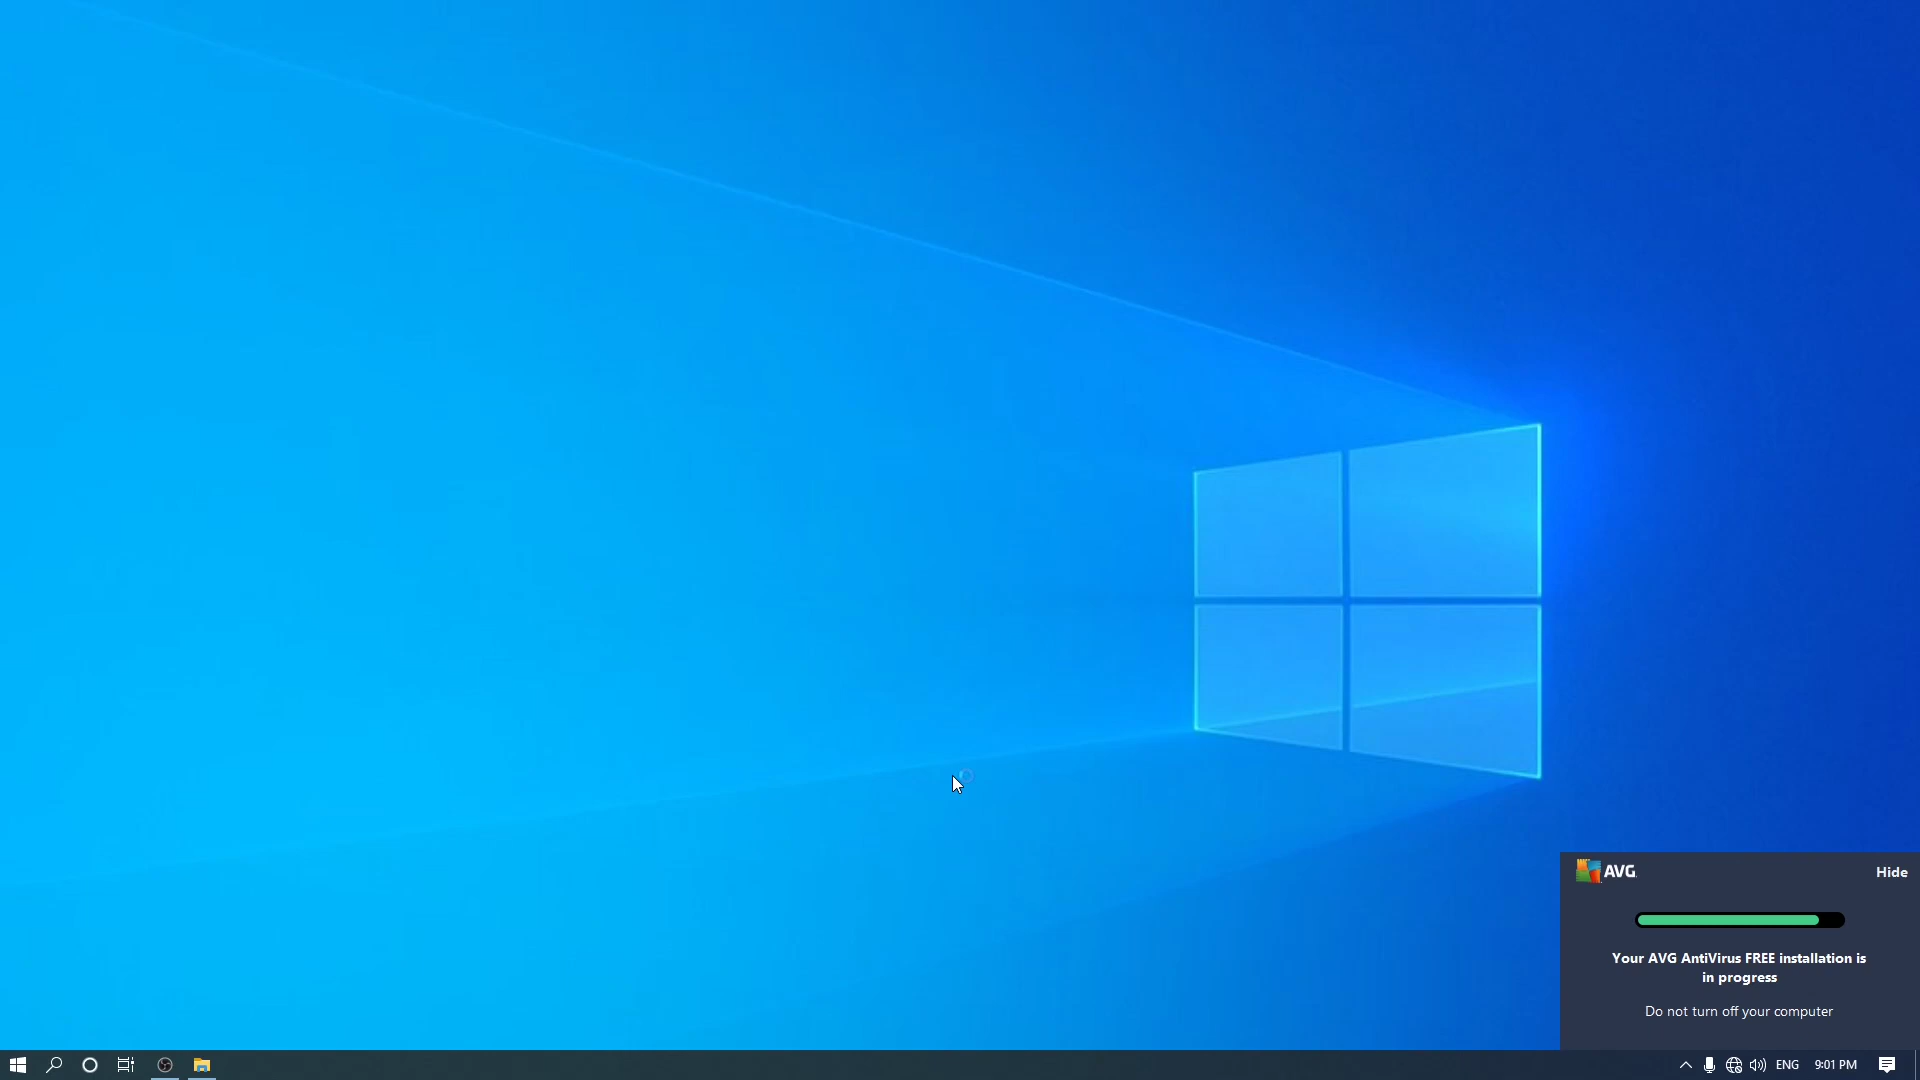 AVG
Hide
Your AVG AntiVirus FREE installation is
in progress
Do not turn off your computer
ENG
9:01 PM